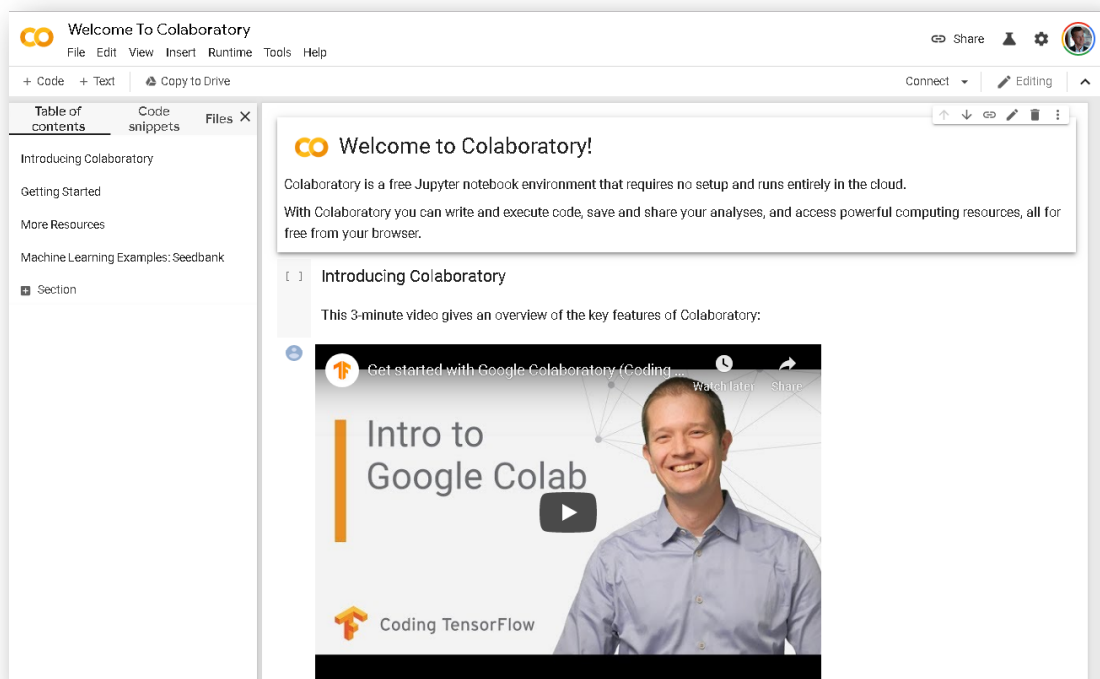 Welcome To Colaboratory
File Edit View Insert Runtime Tools Help
Share
+ Code + Text Copy to Drive
Connect Editing
Table of contents
Code snippets
Files
Introducing Colaboratory
Getting Started
More Resources
Machine Learning Examples: Seedbank
Section
CO Welcome to Colaboratory!
Colaboratory is a free Jupyter notebook environment that requires no setup and runs entirely in the cloud.
With Colaboratory you can write and execute code, save and share your analyses, and access powerful computing resources, all for
free from your browser.
[ ] Introducing Colaboratory
This 3-minute video gives an overview of the key features of Colaboratory:
Get started with Google Colaboratory (Coding ...
Watch later Share
Intro to
Google Colab
Coding TensorFlow